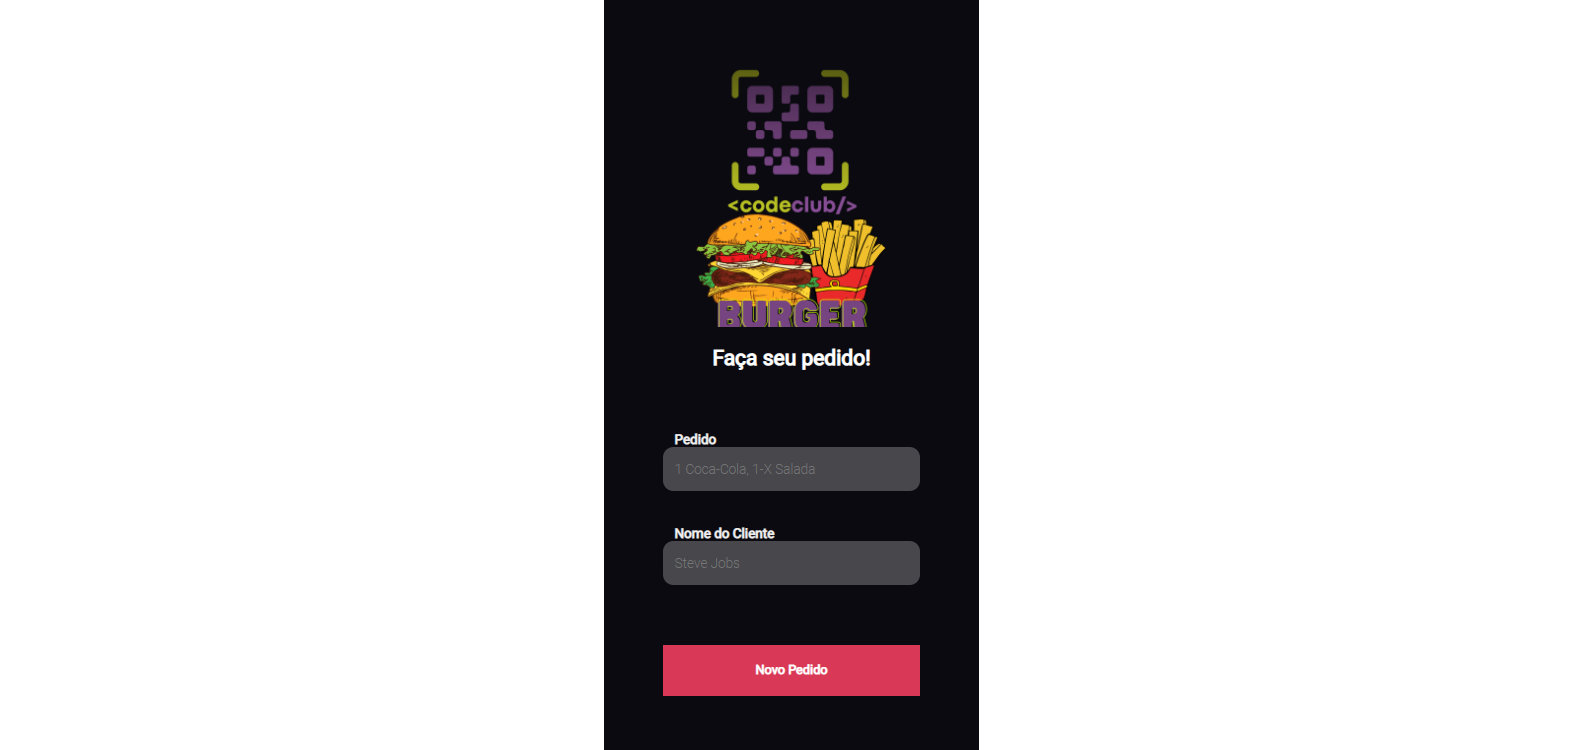 <codeclub/>
BURGER
Faça seu pedido!
Pedido
1 Coca-Cola, 1-X Salada
Nome do Cliente
Steve Jobs
Novo Pedido